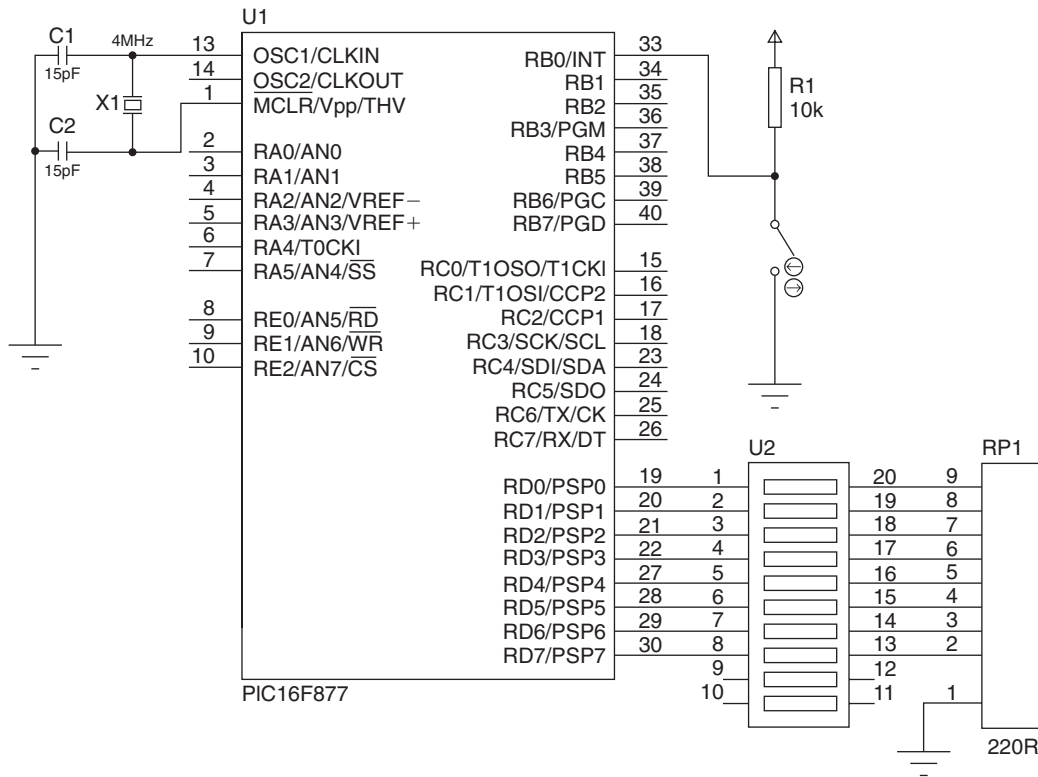 U1
C1
15pF
4MHz
X1
C2
15pF
13 OSC1/CLKIN
14 OSC2/CLKOUT
1 MCLR/Vpp/THV
2 RA0/AN0
3 RA1/AN1
4 RA2/AN2/VREF−
5 RA3/AN3/VREF+
6 RA4/T0CKI
7 RA5/AN4/SS
8 RE0/AN5/RD
9 RE1/AN6/WR
10 RE2/AN7/CS
RB0/INT 33
RB1 34
RB2 35
RB3/PGM 36
RB4 37
RB5 38
RB6/PGC 39
RB7/PGD 40
RC0/T1OSO/T1CKI 15
RC1/T1OSI/CCP2 16
RC2/CCP1 17
RC3/SCK/SCL 18
RC4/SDI/SDA 23
RC5/SDO 24
RC6/TX/CK 25
RC7/RX/DT 26
RD0/PSP0 19
RD1/PSP1 20
RD2/PSP2 21
RD3/PSP3 22
RD4/PSP4 27
RD5/PSP5 28
RD6/PSP6 29
RD7/PSP7 30
PIC16F877
R1
10k
U2
1 20
2 19
3 18
4 17
5 16
6 15
7 14
8 13
9 12
10 11
RP1
9
8
7
6
5
4
3
2
1
220R